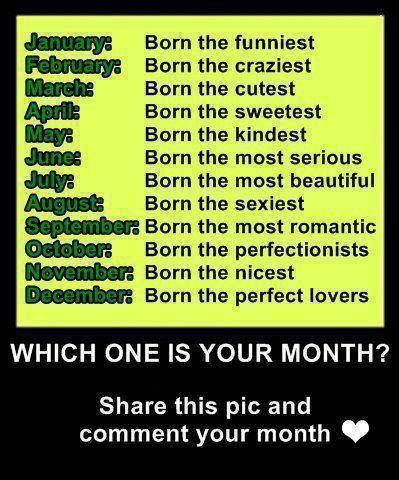 January: Born the funniest
February: Born the craziest
March: Born the cutest
April: Born the sweetest
May: Born the kindest
June: Born the most serious
July: Born the most beautiful
August: Born the sexiest
September: Born the most romantic
October: Born the perfectionists
November: Born the nicest
December: Born the perfect lovers
WHICH ONE IS YOUR MONTH?
Share this pic and
comment your month